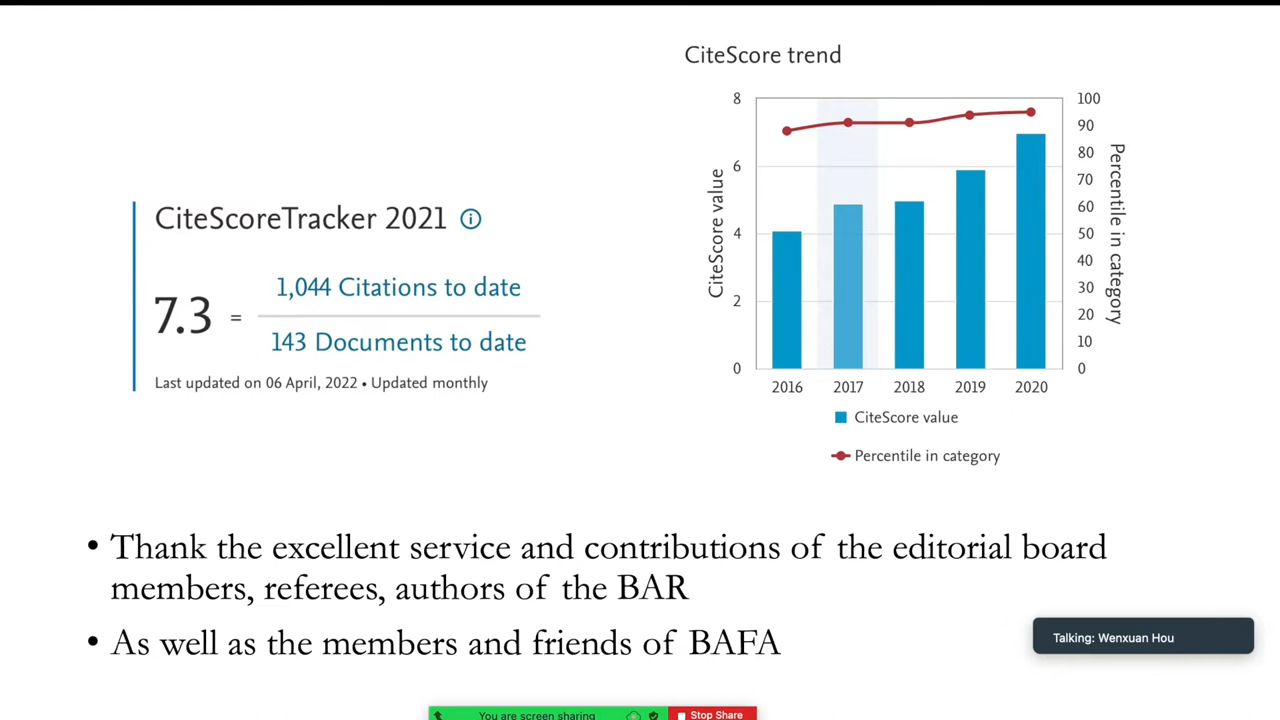 CiteScore trend
8
6
4
2
0
CiteScore value
100
90
80
70
60
50
40
30
20
10
0
Percentile in category
2016 2017 2018 2019 2020
CiteScore value
Percentile in category
CiteScoreTracker 2021
7.3 = 1,044 Citations to date
143 Documents to date
Last updated on 06 April, 2022 • Updated monthly
• Thank the excellent service and contributions of the editorial board
members, referees, authors of the BAR
• As well as the members and friends of BAFA
Talking: Wenxuan Hou
You are screen sharing
Stop Share